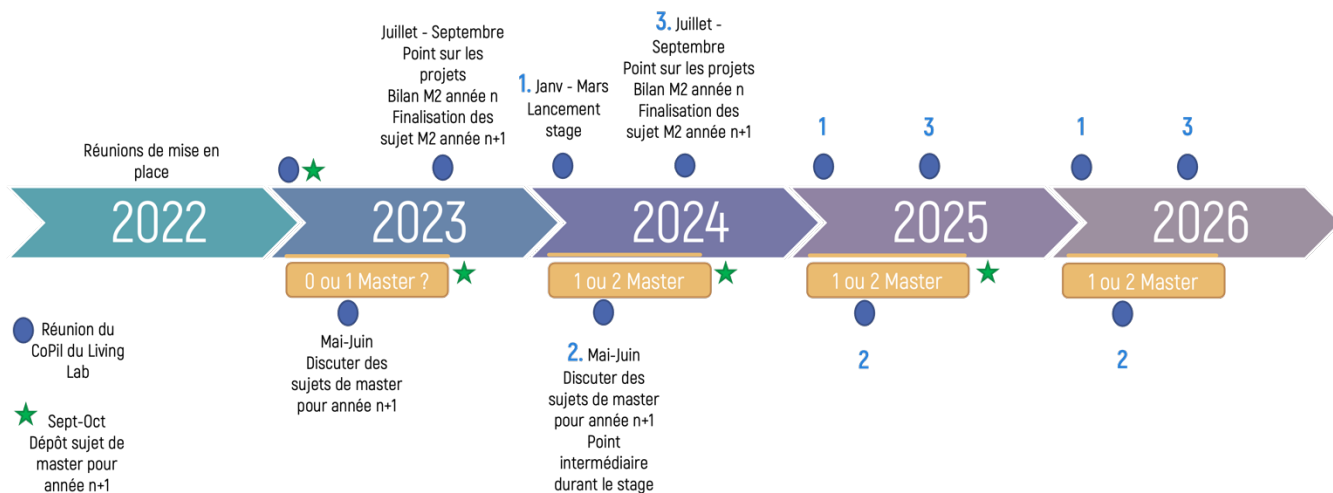 Réunions de mise en
place
Juillet - Septembre
Point sur les
projets
Bilan M2 année n
Finalisation des
sujet M2 année n+1
1. Janv - Mars
Lancement
stage
3. Juillet -
Septembre
Point sur les projets
Bilan M2 année n
Finalisation des
sujet M2 année n+1
1
3
1
3
2022
2023
2024
2025
2026
0 ou 1 Master ?
1 ou 2 Master
1 ou 2 Master
1 ou 2 Master
Réunion du
CoPil du Living
Lab
Sept-Oct
Dépôt sujet de
master pour
année n+1
Mai-Juin
Discuter des
sujets de master
pour année n+1
2. Mai-Juin
Discuter des
sujets de master
pour année n+1
Point
intermédiaire
durant le stage
2
2